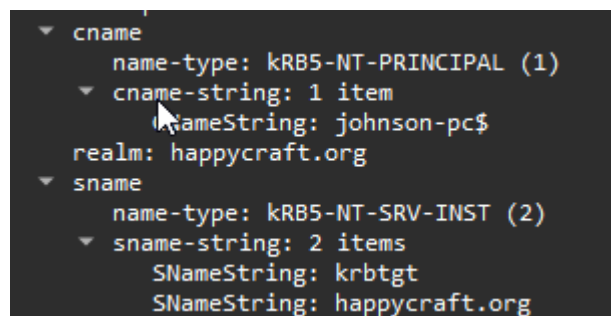 cname
name-type: kRB5-NT-PRINCIPAL (1)
cname-string: 1 item
CNameString: johnson-pc$
realm: happycraft.org
sname
name-type: kRB5-NT-SRV-INST (2)
sname-string: 2 items
SNameString: krbtgt
SNameString: happycraft.org